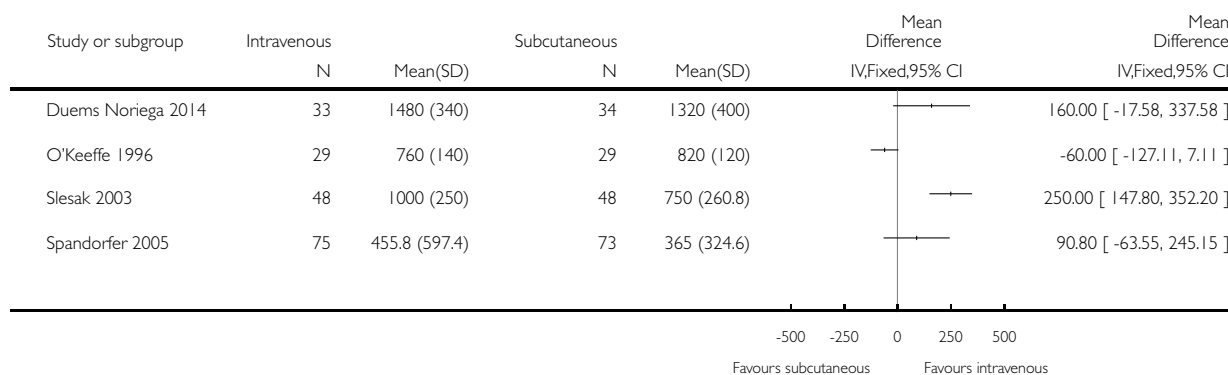 Mean Mean
Study or subgroup Intravenous Subcutaneous Difference Difference
N Mean(SD) N Mean(SD) IV,Fixed,95% CI IV,Fixed,95% CI
Duems Noriega 2014 33 1480 (340) 34 1320 (400) 160.00 [ -17.58, 337.58 ]
O'Keeffe 1996 29 760 (140) 29 820 (120) -60.00 [ -127.11, 7.11 ]
Slesak 2003 48 1000 (250) 48 750 (260.8) 250.00 [ 147.80, 352.20 ]
Spandorfer 2005 75 455.8 (597.4) 73 365 (324.6) 90.80 [ -63.55, 245.15 ]
-500 -250 0 250 500
Favours subcutaneous Favours intravenous